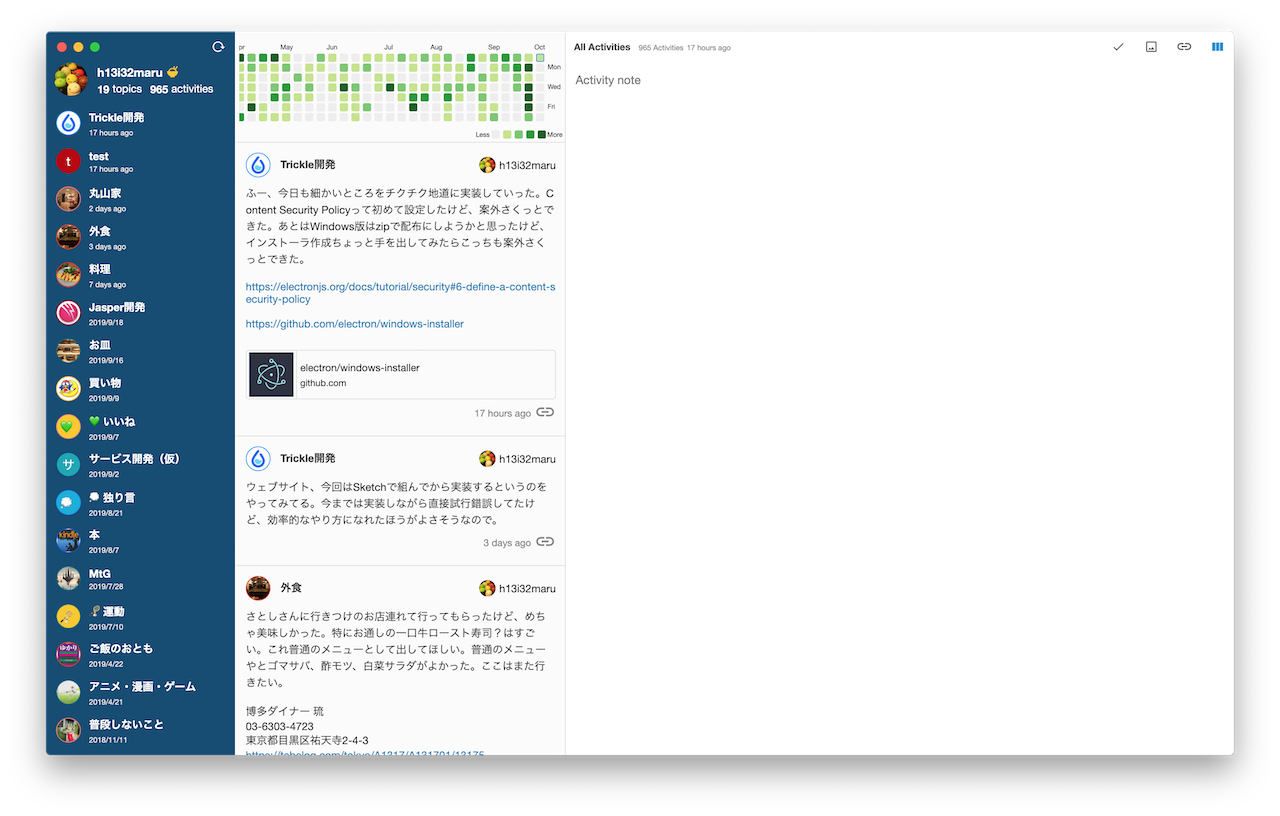 h13i32maru
19 topics 965 activities
Trickle開発
17 hours ago
t
test
17 hours ago
丸山家
2 days ago
外食
3 days ago
料理
7 days ago
Jasper開発
2019/9/18
お皿
2019/9/16
買い物
2019/9/9
💚 いいね
2019/9/7
サ
サービス開発（仮）
2019/9/2
独り言
2019/8/21
kindle
本
2019/8/7
MtG
2019/7/28
運動
2019/7/10
ゆかり
ご飯のおとも
2019/4/22
アニメ・漫画・ゲーム
2019/4/21
普段しないこと
2018/11/11
pr May Jun Jul Aug Sep Oct
Mon
Wed
Fri
Less More
Trickle開発 h13i32maru
ふー、今日も細かいところをチクチク地道に実装していった。C
ontent Security Policyって初めて設定したけど、案外さくっとで
きた。あとはWindows版はzipで配布にしようかと思ったけど、
インストーラ作成ちょっと手を出してみたらこっちも案外さく
っとできた。
https://electronjs.org/docs/tutorial/security#6-define-a-content-s
ecurity-policy
https://github.com/electron/windows-installer
electron/windows-installer
github.com
17 hours ago
Trickle開発 h13i32maru
ウェブサイト、今回はSketchで組んでから実装するというのを
やってみてる。今までは実装しながら直接試行錯誤してたけ
ど、効率的なやり方になれたほうがよさそうなので。
3 days ago
外食 h13i32maru
さとしさんに行きつけのお店連れて行ってもらったけど、めち
ゃ美味しかった。特にお通しの一口牛ロースト寿司？はすご
い。これ普通のメニューとして出してほしい。普通のメニュー
やとゴマサバ、酢モツ、白菜サラダがよかった。ここはまた行
きたい。
博多ダイナー 琉
03-6303-4723
東京都目黒区祐天寺2-4-3
https://tabelog.com/tokyo/A1317/A131701/13175
All Activities 965 Activities 17 hours ago
Activity note